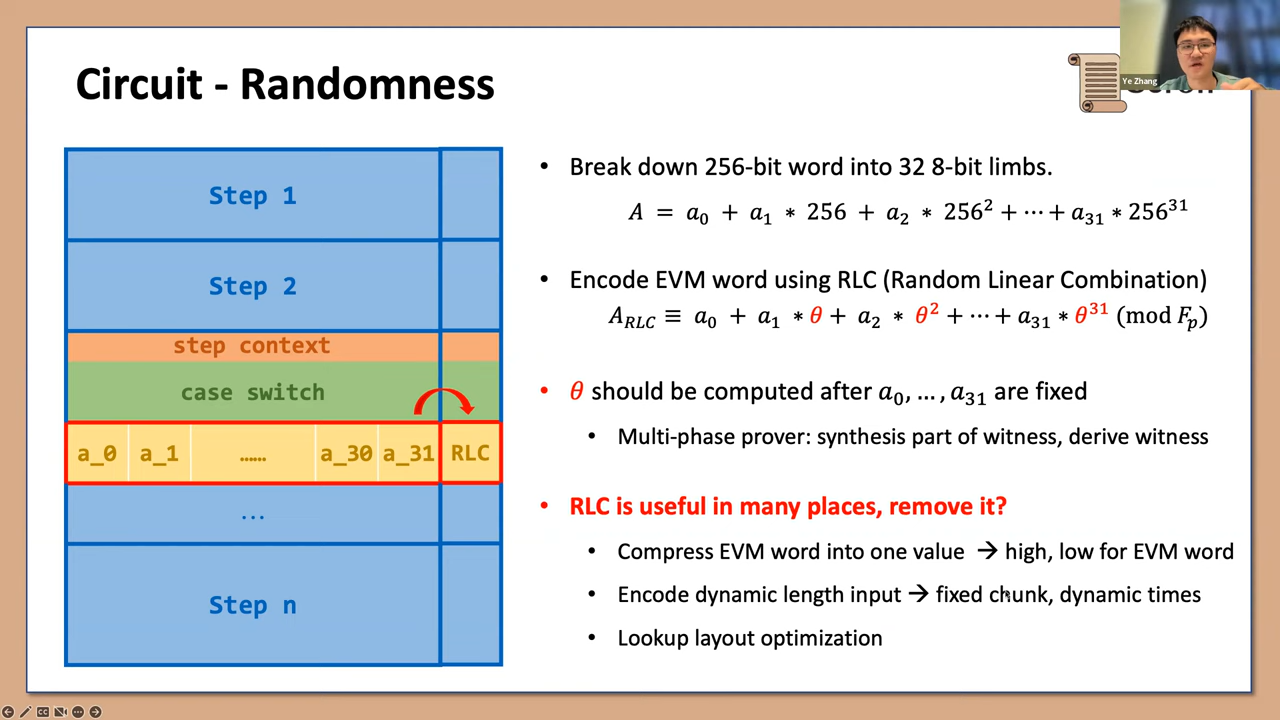 Circuit - Randomness
Ye Zhang
Step 1
Step 2
step context
case switch
a_0 a_1 ...... a_30 a_31 RLC
...
Step n
• Break down 256-bit word into 32 8-bit limbs.
A = a₀ + a₁ * 256 + a₂ * 256² + ⋯ + a₃₁ * 256³¹
• Encode EVM word using RLC (Random Linear Combination)
A_RLC ≡ a₀ + a₁ * θ + a₂ * θ² + ⋯ + a₃₁ * θ³¹ (mod Fₚ)
• θ should be computed after a₀, … , a₃₁ are fixed
• Multi-phase prover: synthesis part of witness, derive witness
• RLC is useful in many places, remove it?
• Compress EVM word into one value → high, low for EVM word
• Encode dynamic length input → fixed chunk, dynamic times
• Lookup layout optimization
CC